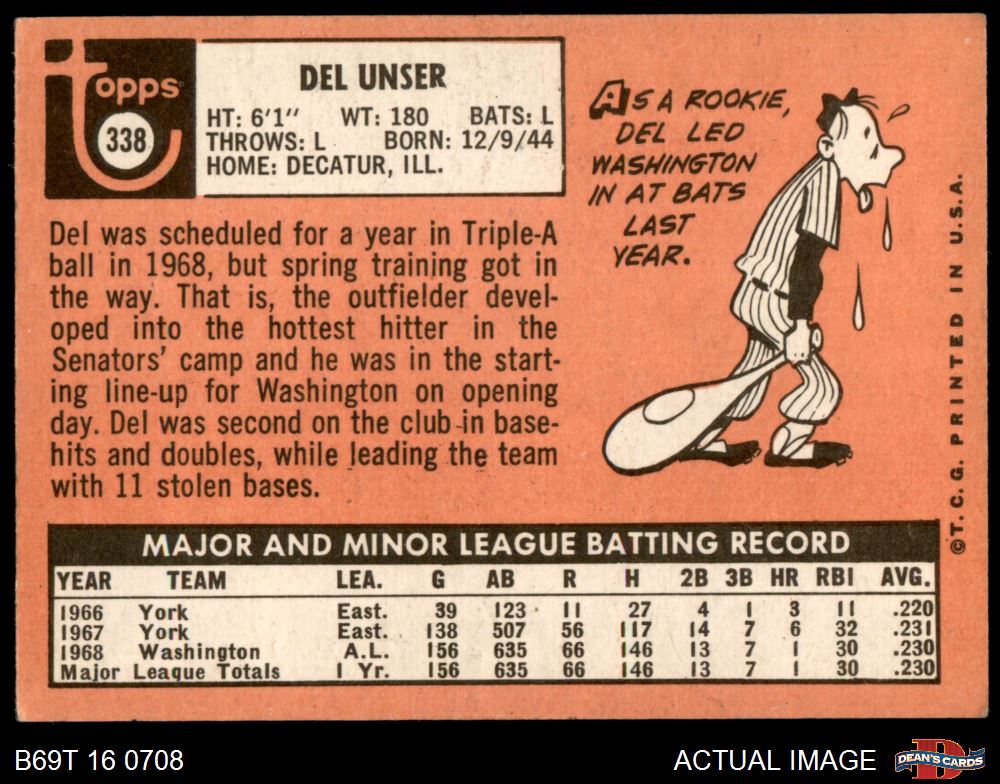 Topps
338
DEL UNSER
HT: 6'1" WT: 180 BATS: L
THROWS: L BORN: 12/9/44
HOME: DECATUR, ILL.
AS A ROOKIE,
DEL LED
WASHINGTON
IN AT BATS
LAST
YEAR.
Del was scheduled for a year in Triple-A
ball in 1968, but spring training got in
the way. That is, the outfielder devel-
oped into the hottest hitter in the
Senators' camp and he was in the start-
ing line-up for Washington on opening
day. Del was second on the club in base-
hits and doubles, while leading the team
with 11 stolen bases.
©T.C.G. PRINTED IN U.S.A.
MAJOR AND MINOR LEAGUE BATTING RECORD
YEAR TEAM LEA. G AB R H 2B 3B HR RBI AVG.
1966 York East. 39 123 11 27 4 1 3 11 .220
1967 York East. 138 507 56 117 14 7 6 32 .231
1968 Washington A.L. 156 635 66 146 13 7 1 30 .230
Major League Totals 1 Yr. 156 635 66 146 13 7 1 30 .230
B69T 16 0708
ACTUAL IMAGE
DEAN'S CARDS